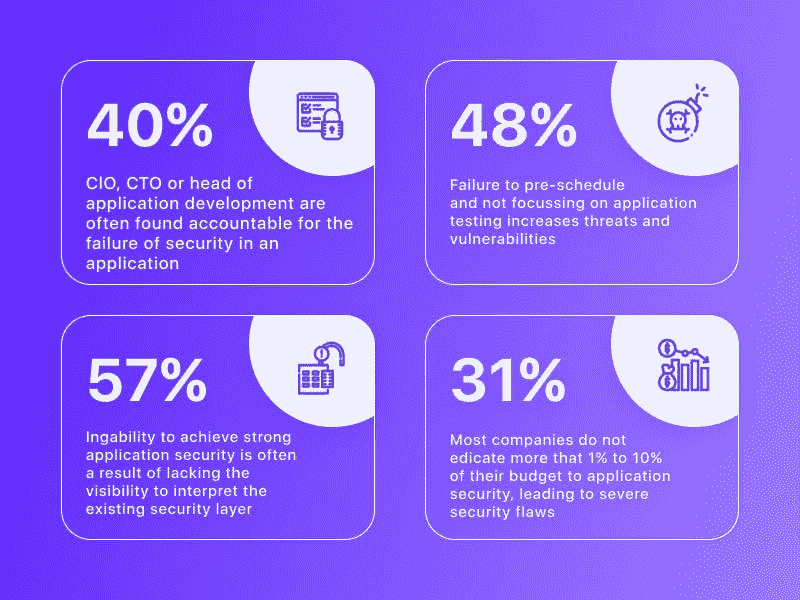 40%
CIO, CTO or head of
application development are
often found accountable for the
failure of security in an
application
48%
Failure to pre-schedule
and not focussing on application
testing increases threats and
vulnerabilities
57%
Ingability to achieve strong
application security is often
a result of lacking the
visibility to interpret the
existing security layer
31%
Most companies do not
edicate more that 1% to 10%
of their budget to application
security, leading to severe
security flaws